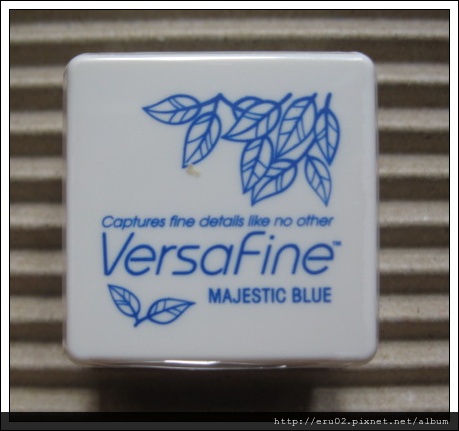 Captures fine details like no other
VersaFine™
MAJESTIC BLUE
http://eru02.pixnet.net/album